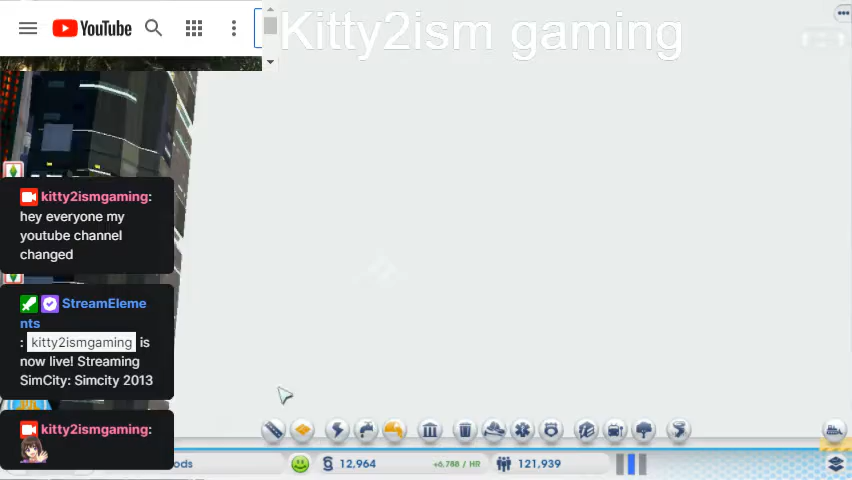 YouTube
Kitty2ism gaming
kitty2ismgaming:
hey everyone my
youtube channel
changed
StreamEleme
nts
: kitty2ismgaming is
now live! Streaming
SimCity: Simcity 2013
kitty2ismgaming:
ods
12,964
+6,788 / HR
121,939